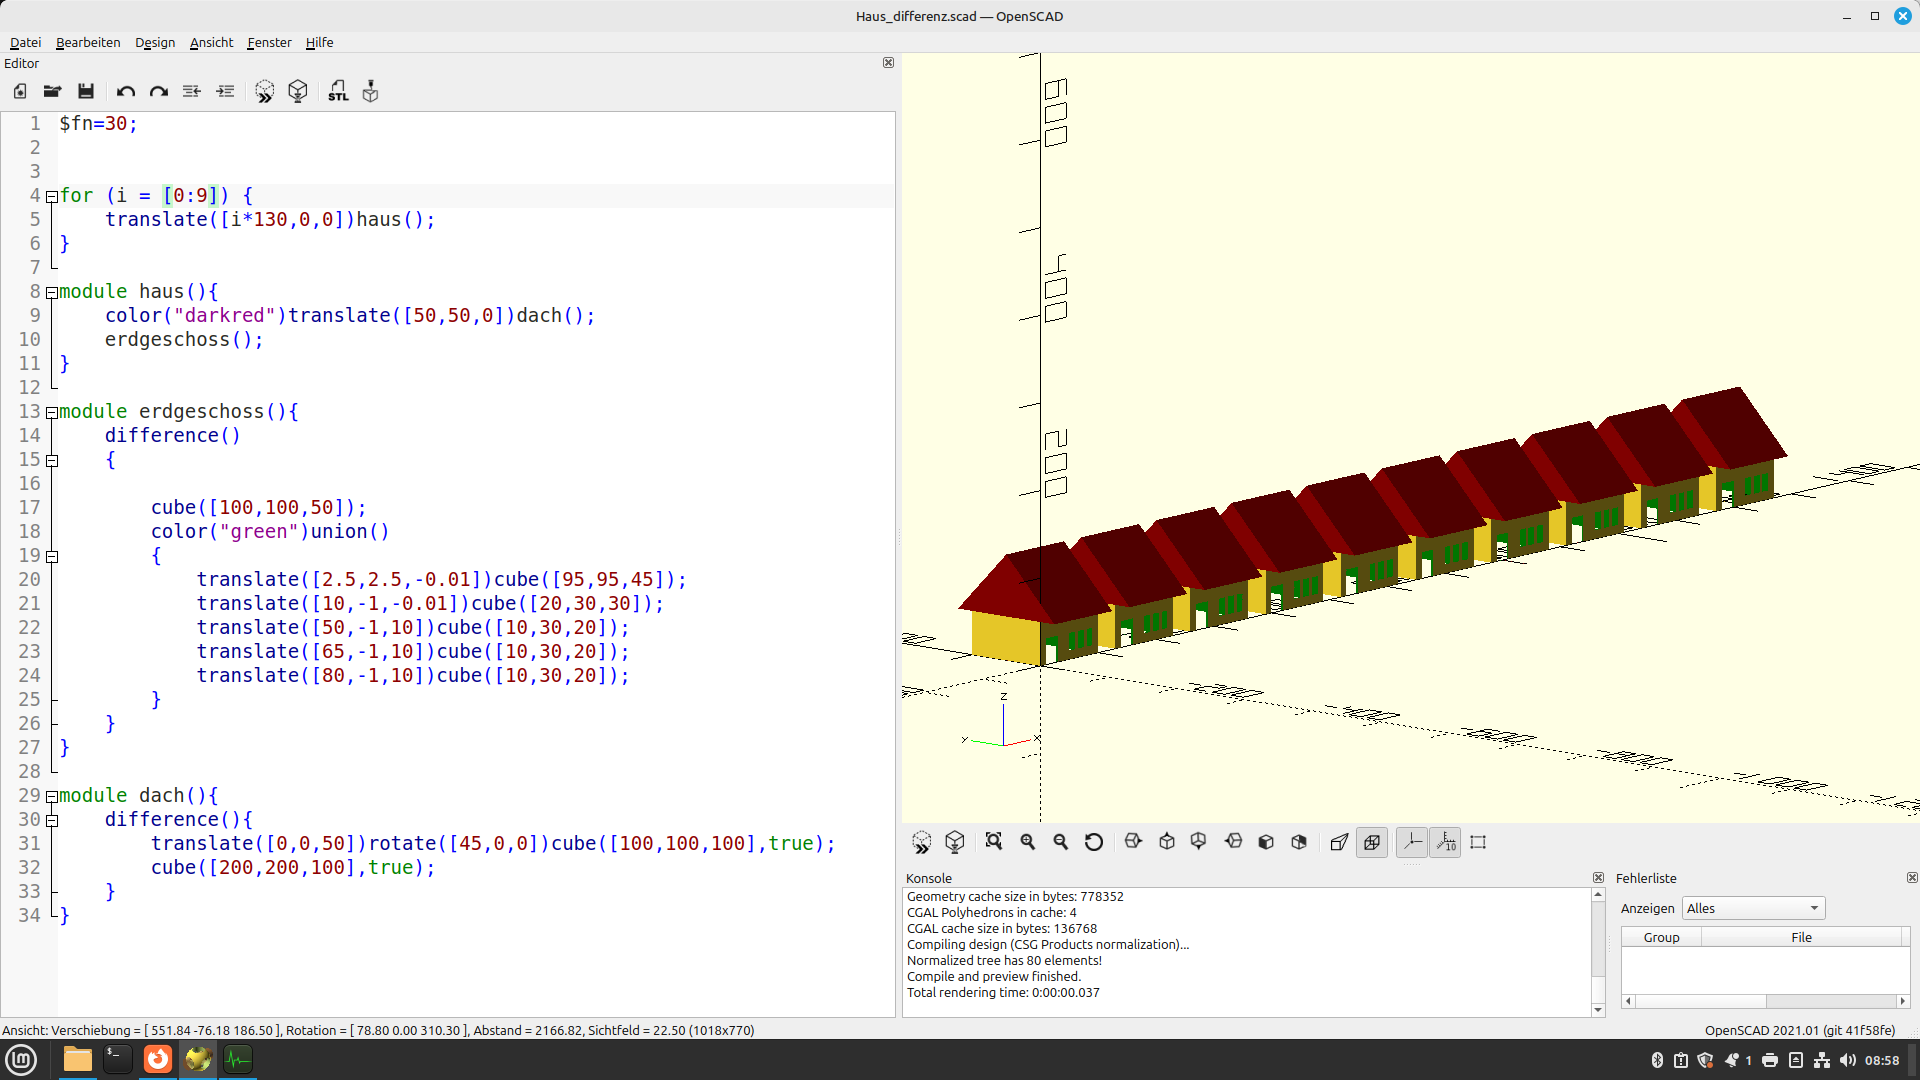 Haus_differenz.scad — OpenSCAD
Datei Bearbeiten Design Ansicht Fenster Hilfe
Editor
STL
1 $fn=30;
2
3
4 for (i = [0:9]) {
5 translate([i*130,0,0])haus();
6 }
7
8 module haus(){
9 color("darkred")translate([50,50,0])dach();
10 erdgeschoss();
11 }
12
13 module erdgeschoss(){
14 difference()
15 {
16
17 cube([100,100,50]);
18 color("green")union()
19 {
20 translate([2.5,2.5,-0.01])cube([95,95,45]);
21 translate([10,-1,-0.01])cube([20,30,30]);
22 translate([50,-1,10])cube([10,30,20]);
23 translate([65,-1,10])cube([10,30,20]);
24 translate([80,-1,10])cube([10,30,20]);
25 }
26 }
27 }
28
29 module dach(){
30 difference(){
31 translate([0,0,50])rotate([45,0,0])cube([100,100,100],true);
32 cube([200,200,100],true);
33 }
34 }
600
400
200
Z
Y
X
10
Konsole
Geometry cache size in bytes: 778352
CGAL Polyhedrons in cache: 4
CGAL cache size in bytes: 136768
Compiling design (CSG Products normalization)...
Normalized tree has 80 elements!
Compile and preview finished.
Total rendering time: 0:00:00.037
Fehlerliste
Anzeigen Alles
Group File
Ansicht: Verschiebung = [ 551.84 -76.18 186.50 ], Rotation = [ 78.80 0.00 310.30 ], Abstand = 2166.82, Sichtfeld = 22.50 (1018x770)
OpenSCAD 2021.01 (git 41f58fe)
1
08:58